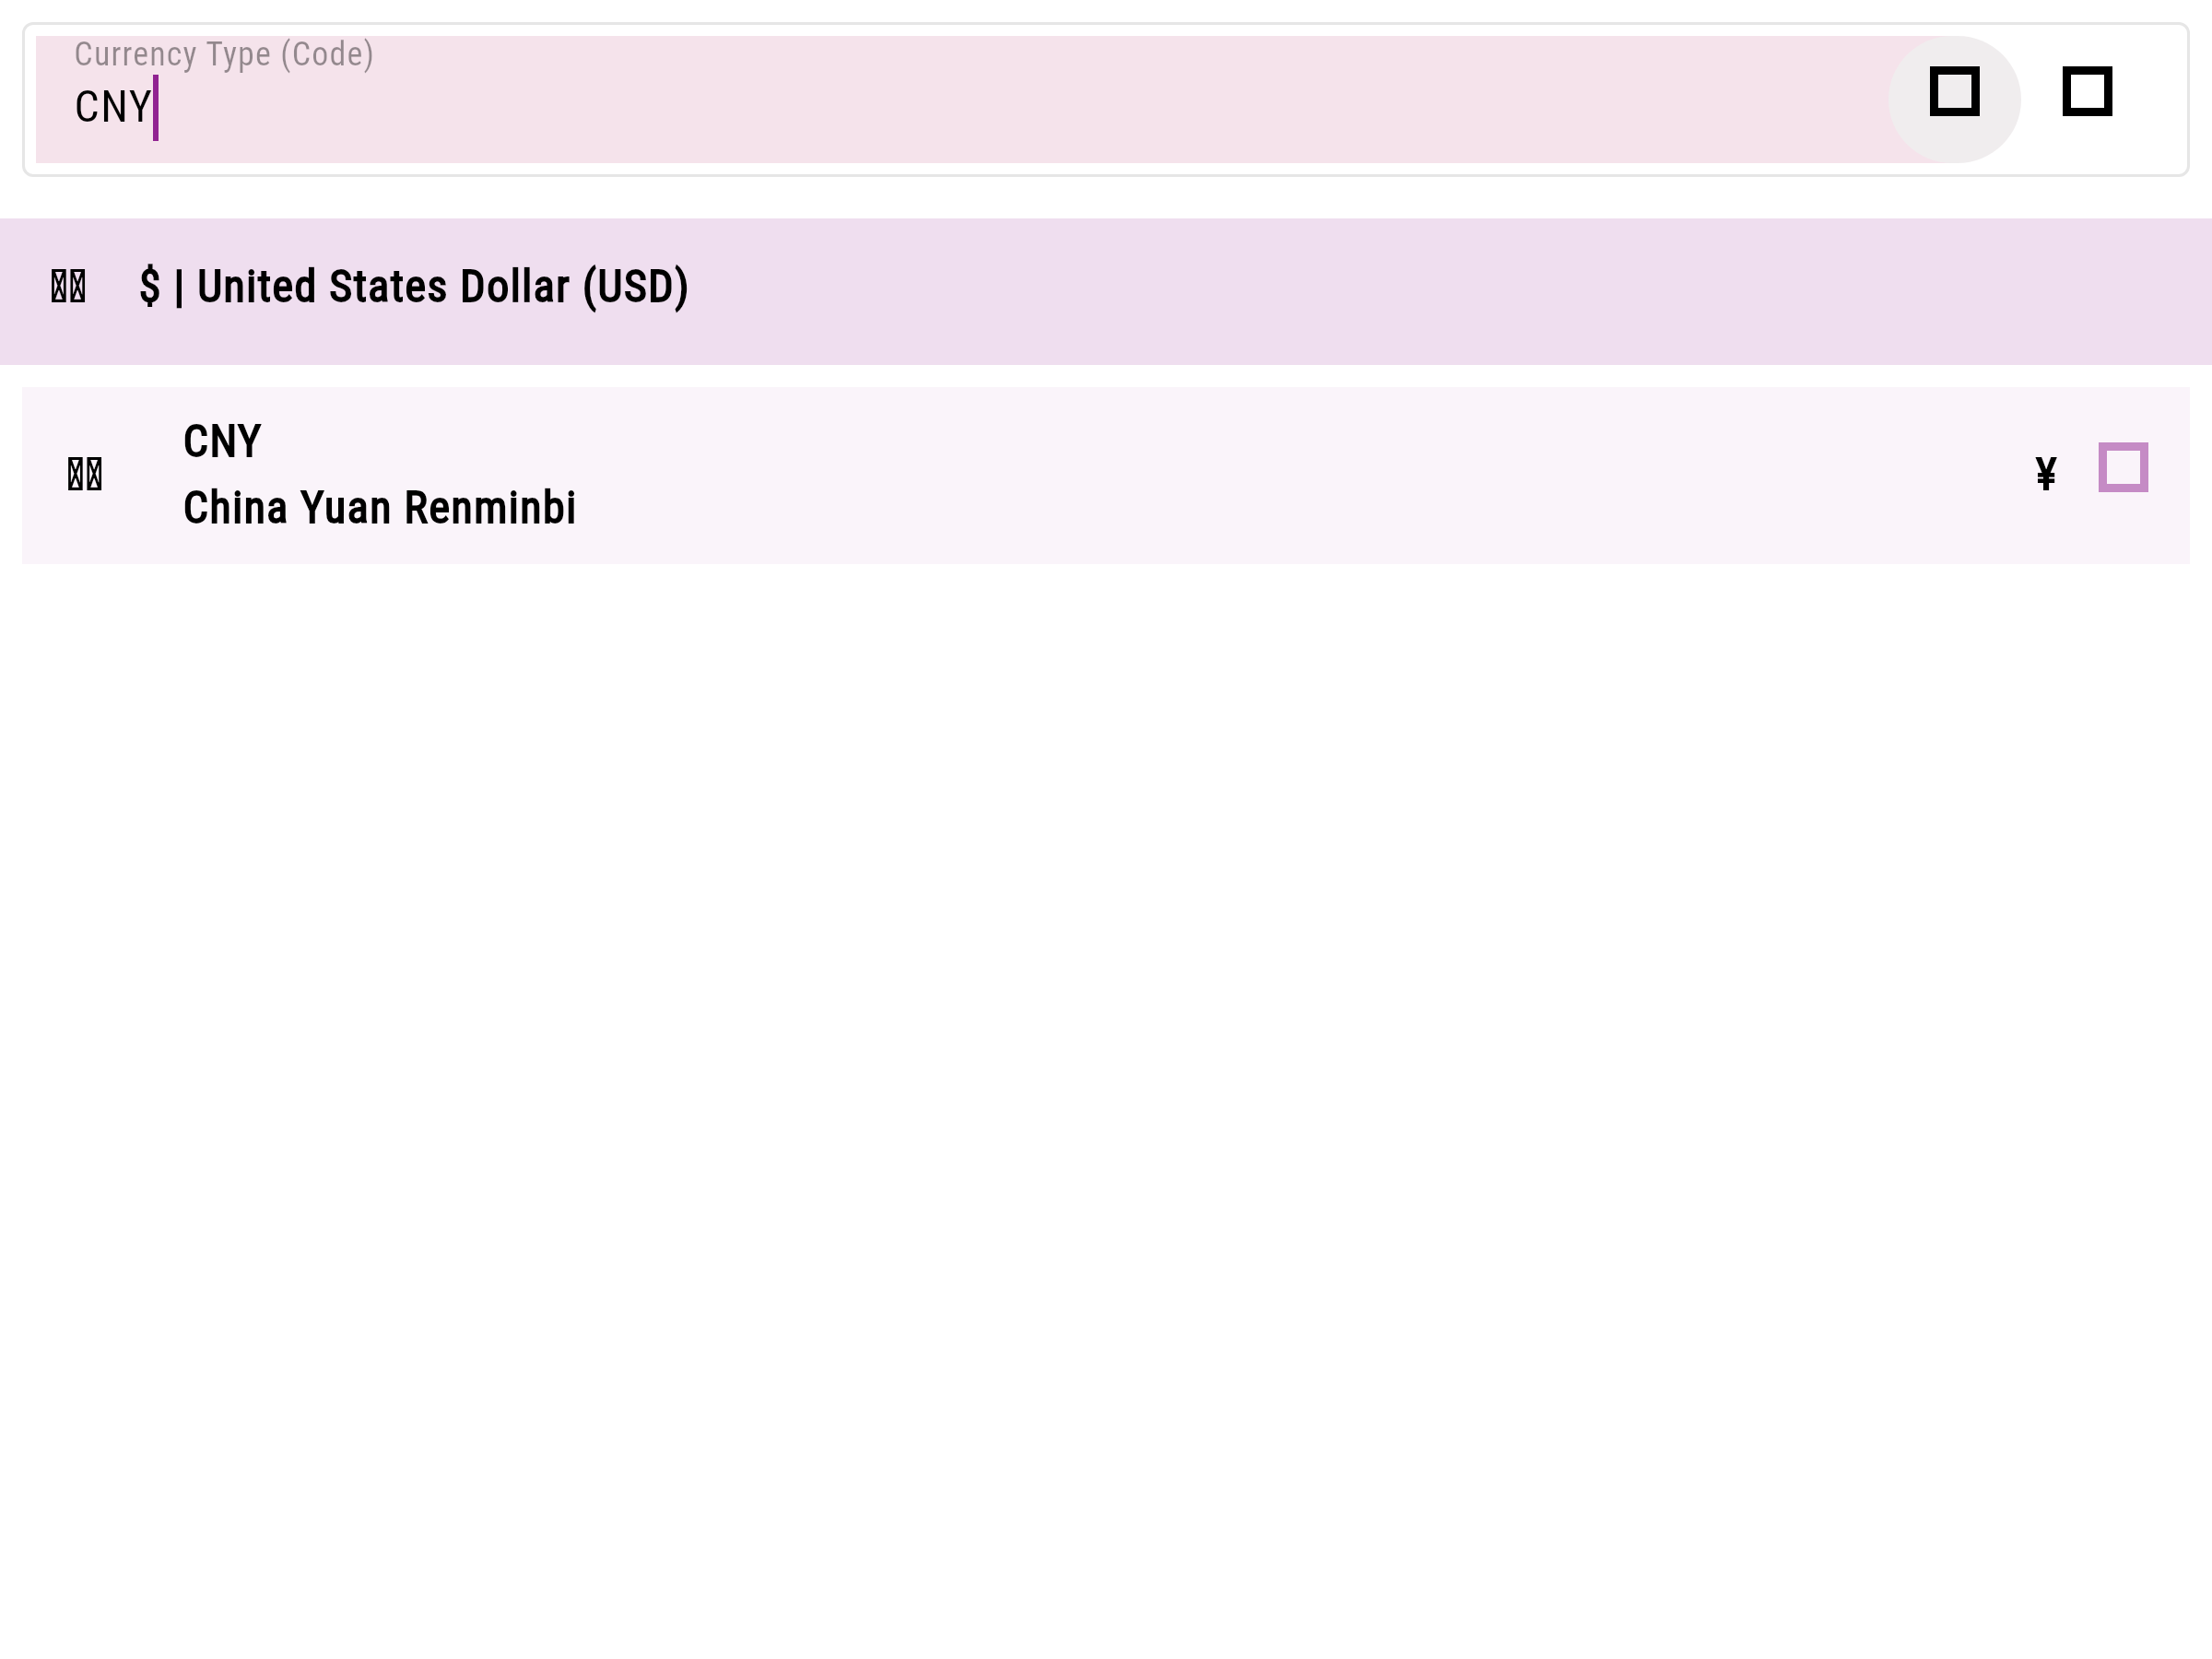 Currency Type (Code)
CNY
$ | United States Dollar (USD)
CNY
China Yuan Renminbi
¥